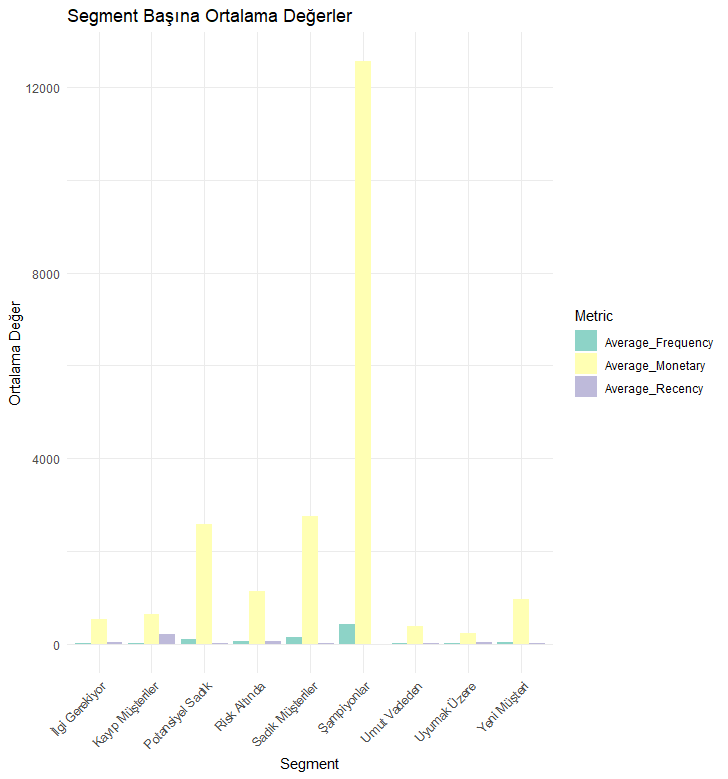 Segment Başına Ortalama Değerler
Ortalama Değer
12000
8000
4000
0
İlgi Gerekiyor
Kayıp Müşteriler
Potansiyel Sadık
Risk Altında
Sadık Müşteriler
Şampiyonlar
Umut Vadeden
Uyumak Üzere
Yeni Müşteri
Segment
Metric
Average_Frequency
Average_Monetary
Average_Recency